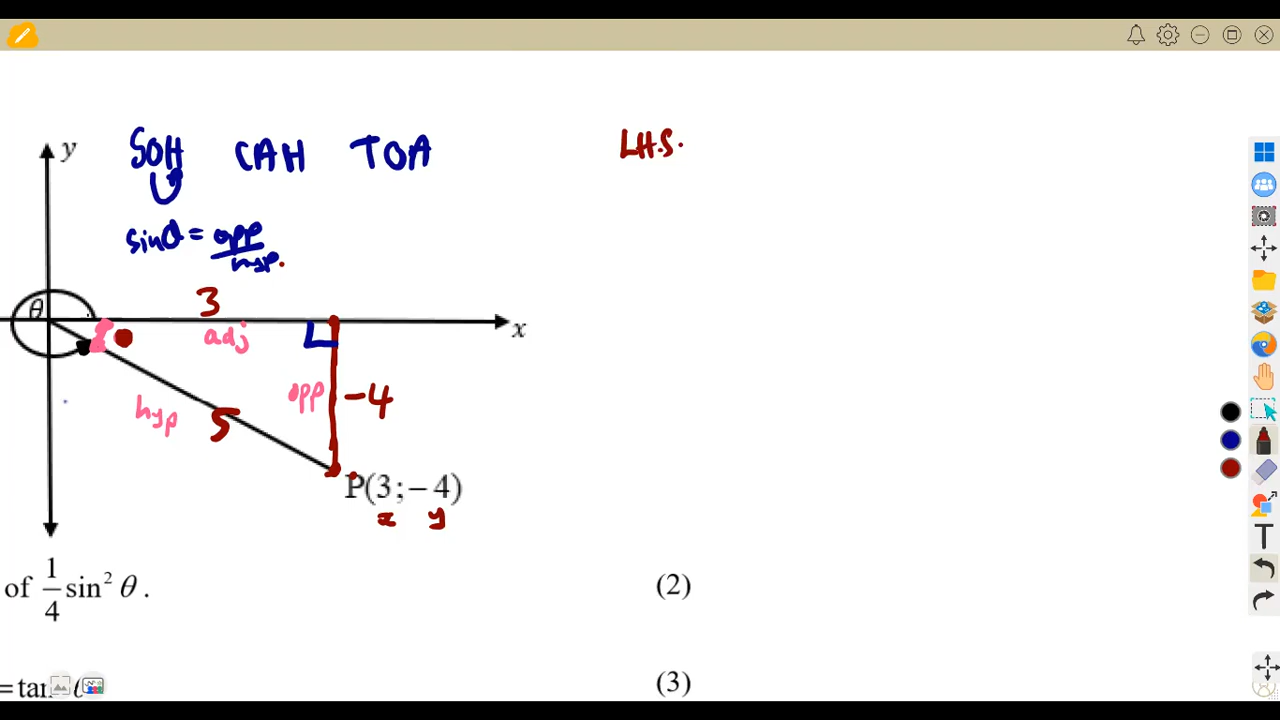 SOH CAH TOA L.H.S.
y
sinθ = opp
hyp.
3
θ
x
adj
opp
-4
hyp
5
P(3;-4)
x y
of 1/4 sin² θ. (2)
=tan (3)
T